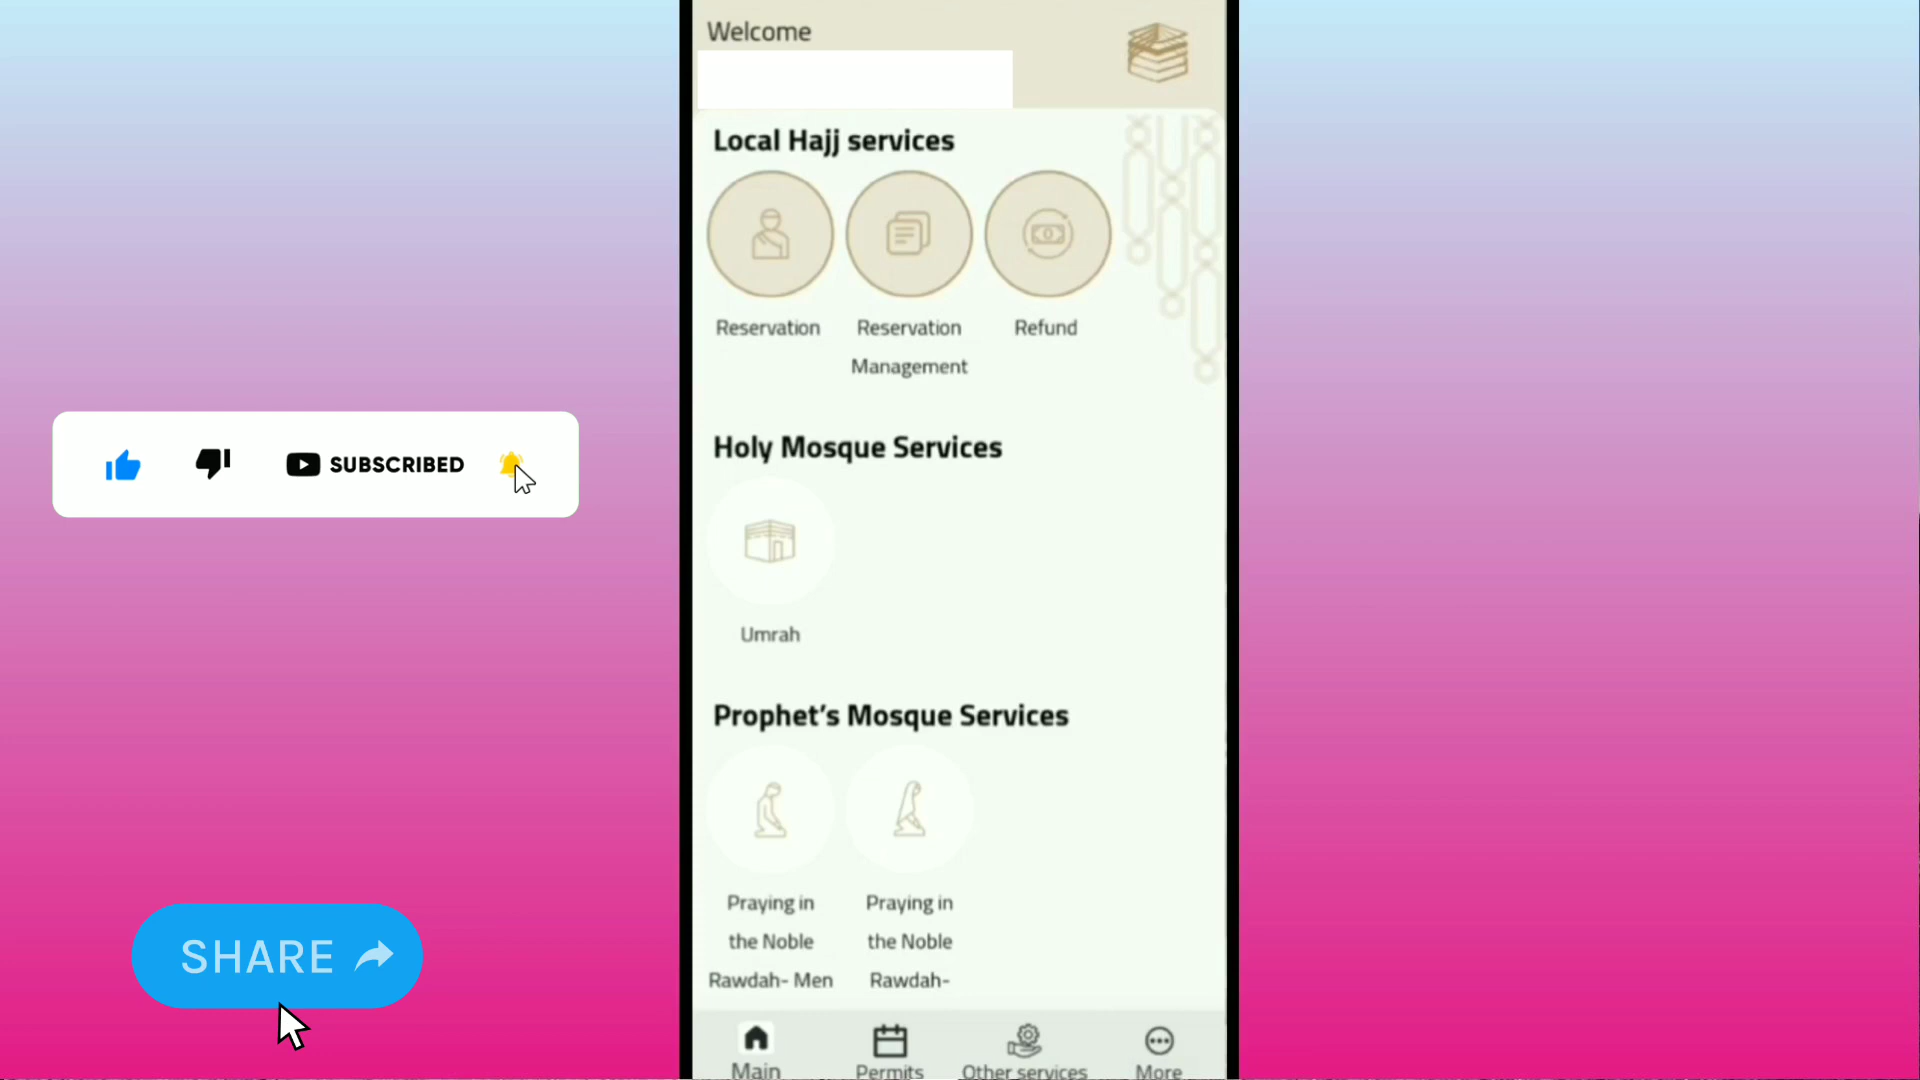 Welcome
Local Hajj services
Reservation
Reservation
Management
Refund
SUBSCRIBED
Holy Mosque Services
Umrah
Prophet's Mosque Services
Praying in
the Noble
Rawdah- Men
Praying in
the Noble
Rawdah-
SHARE
Main
Permits
Other services
More